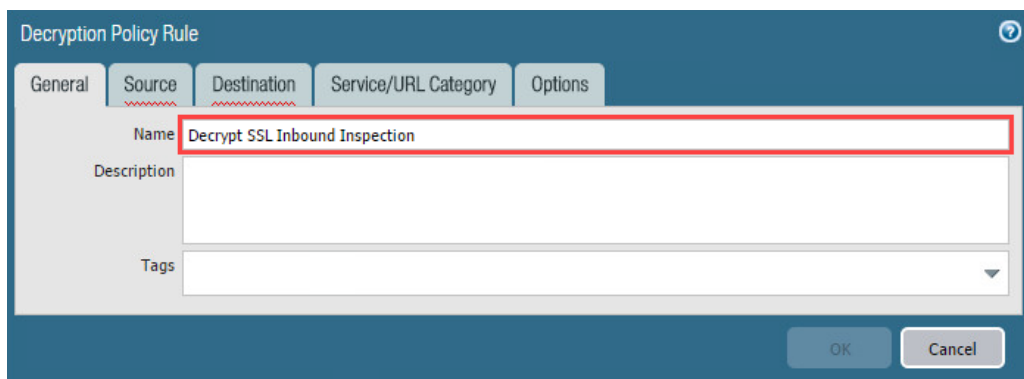 Decryption Policy Rule
General Source Destination Service/URL Category Options
Name Decrypt SSL Inbound Inspection
Description
Tags
OK Cancel